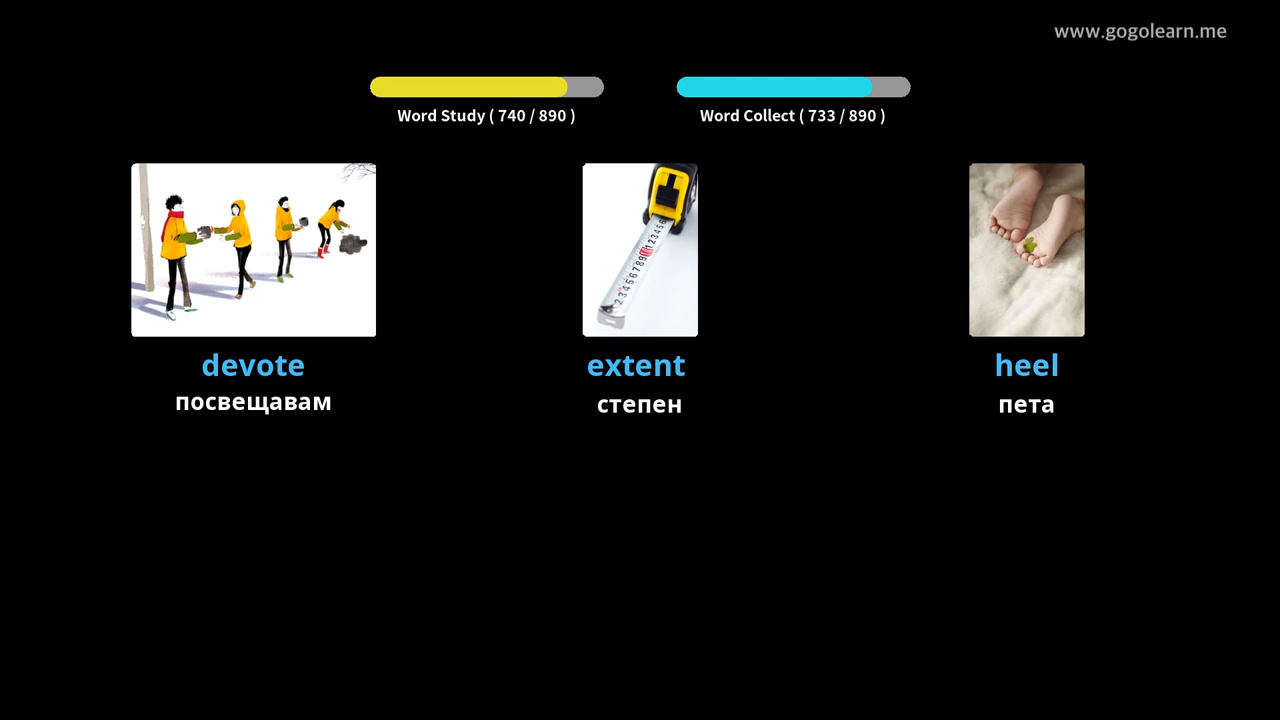 www.gogolearn.me
Word Study ( 740 / 890 )
Word Collect ( 733 / 890 )
devote
посвещавам
extent
степен
heel
пета